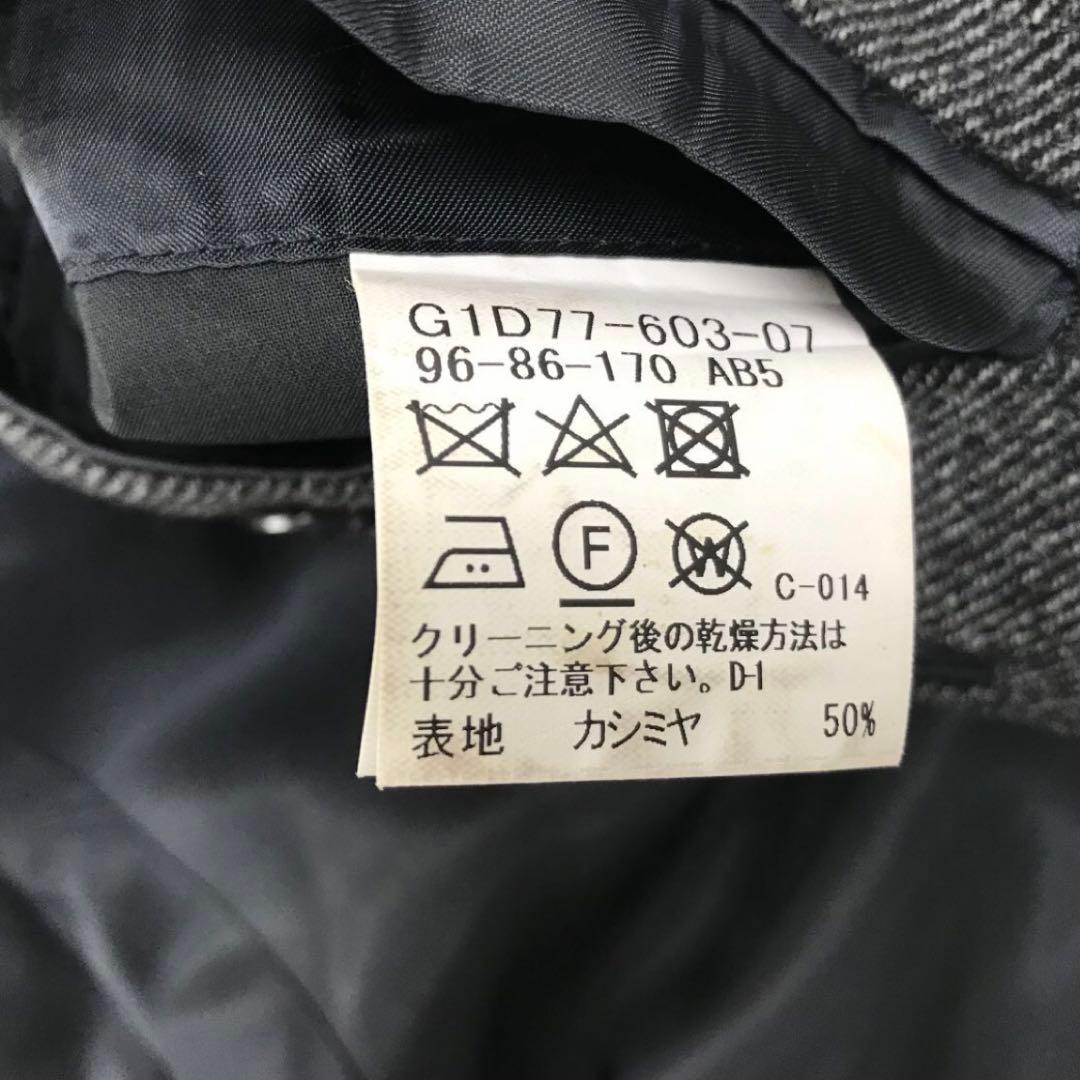 G1D77-603-07
96-86-170 AB5
F W C-014
クリーニング後の乾燥方法は
十分ご注意下さい。D-1
表地 カシミヤ 50%